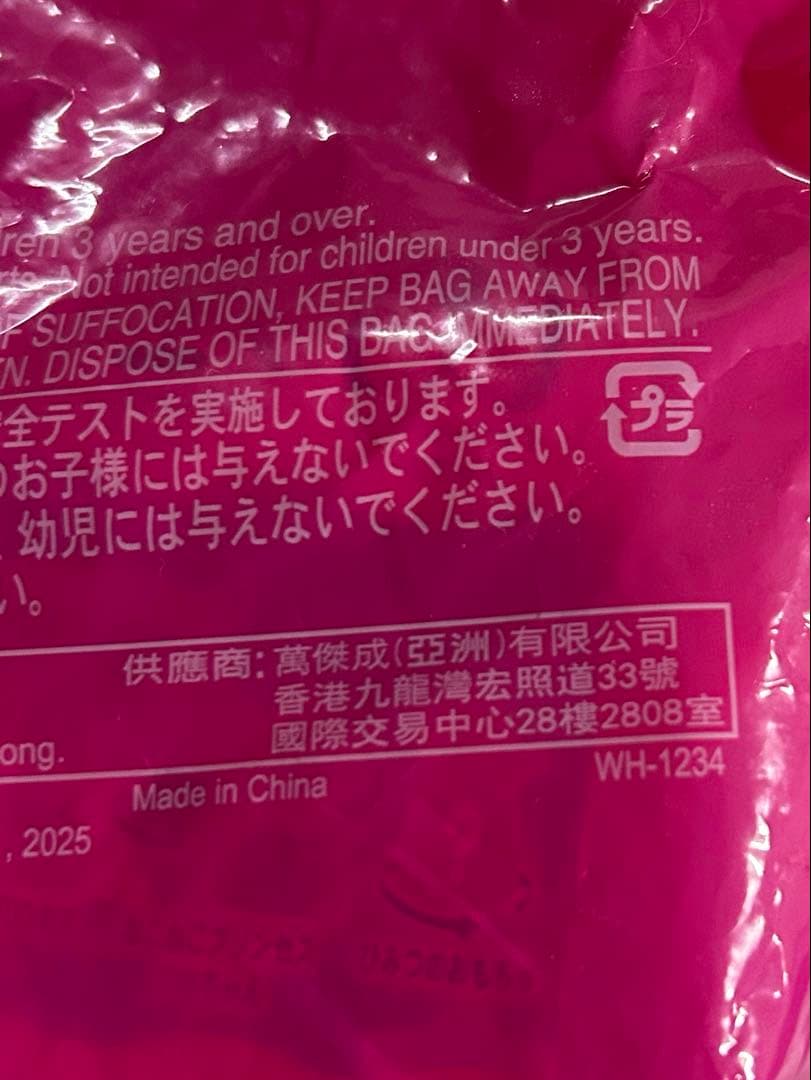 ren 3 years and over.
rts. Not intended for children under 3 years.
F SUFFOCATION, KEEP BAG AWAY FROM
N. DISPOSE OF THIS BAG IMMEDIATELY.
全テストを実施しております。
プラ
のお子様には与えないでください。
幼児には与えないでください。
い。
供應商: 萬傑成(亞洲)有限公司
香港九龍灣宏照道33號
國際交易中心28樓2808室
ong.
WH-1234
Made in China
, 2025